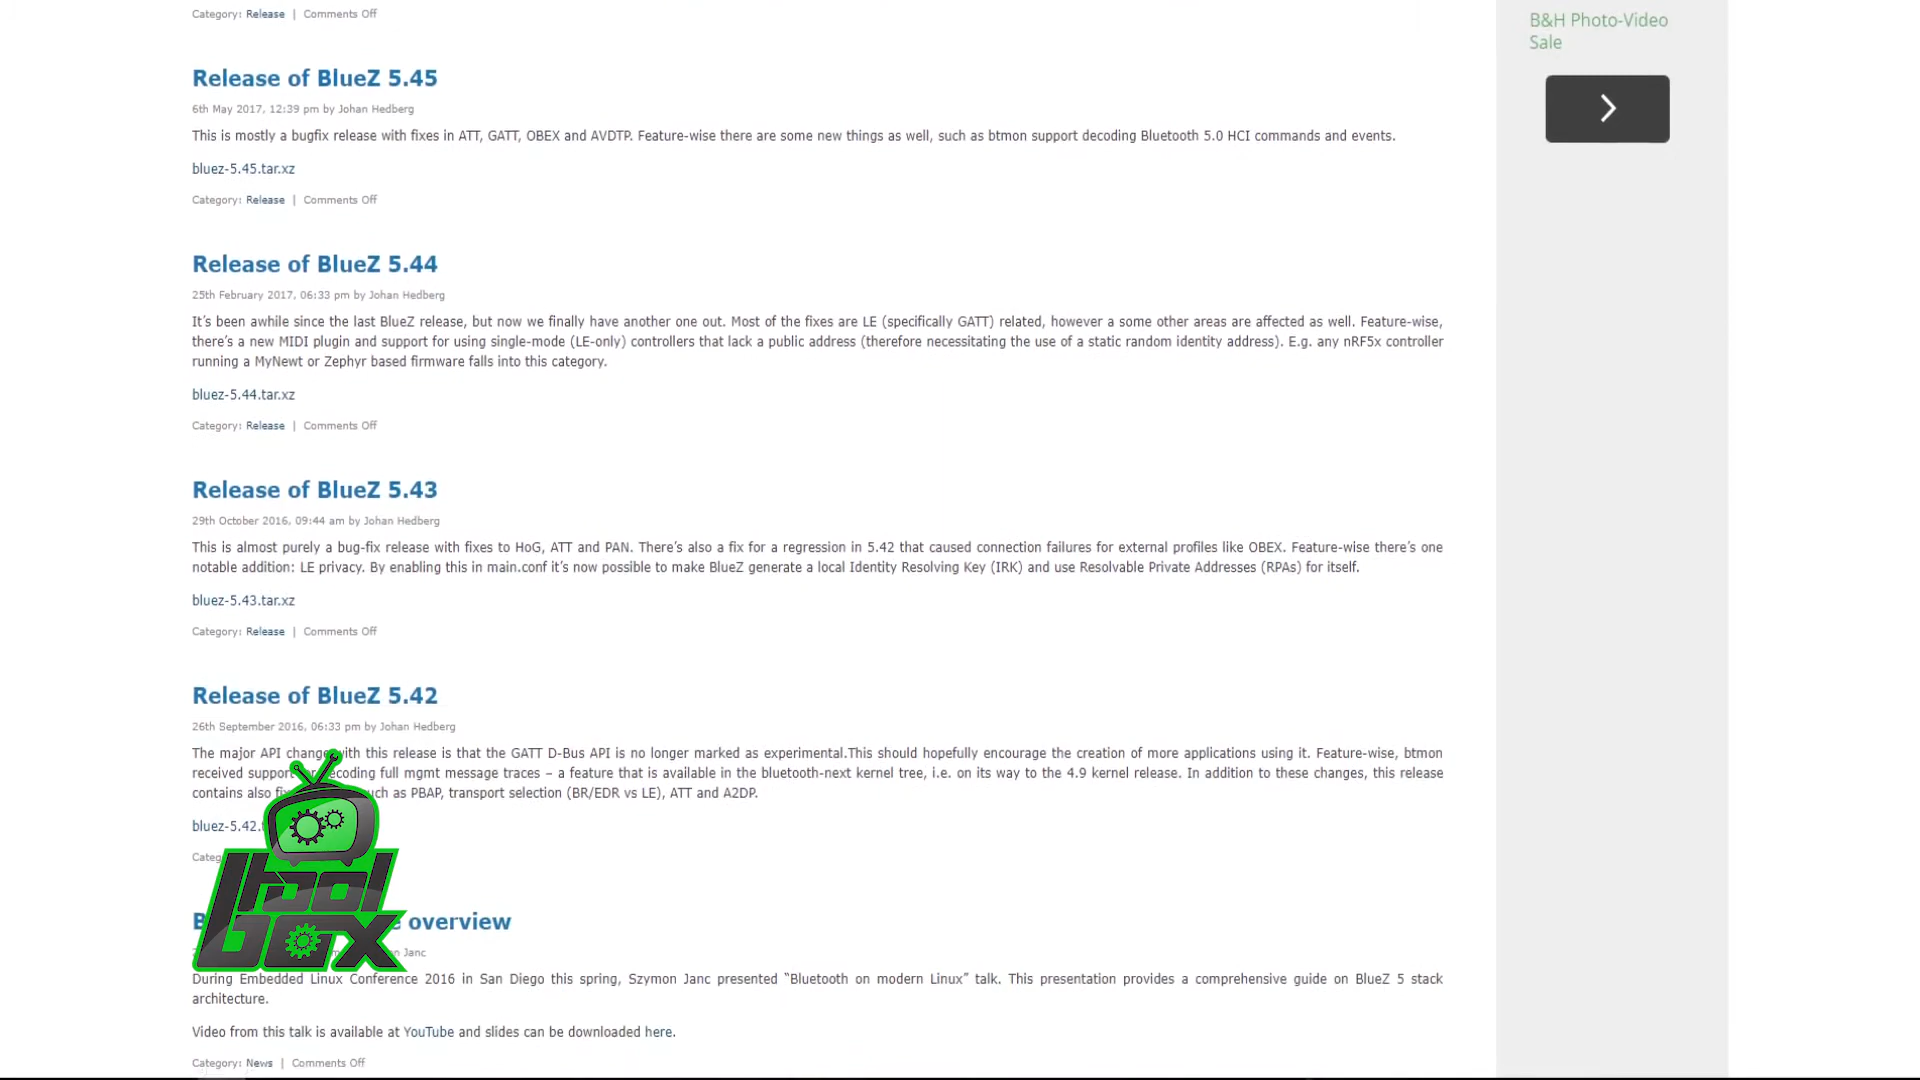 Category: Release | Comments Off
B&H Photo-Video
Sale
Release of BlueZ 5.45
6th May 2017, 12:39 pm by Johan Hedberg
This is mostly a bugfix release with fixes in ATT, GATT, OBEX and AVDTP. Feature-wise there are some new things as well, such as btmon support decoding Bluetooth 5.0 HCI commands and events.
bluez-5.45.tar.xz
Category: Release | Comments Off
Release of BlueZ 5.44
25th February 2017, 06:33 pm by Johan Hedberg
It's been awhile since the last BlueZ release, but now we finally have another one out. Most of the fixes are LE (specifically GATT) related, however a some other areas are affected as well. Feature-wise,
there's a new MIDI plugin and support for using single-mode (LE-only) controllers that lack a public address (therefore necessitating the use of a static random identity address). E.g. any nRF5x controller
running a MyNewt or Zephyr based firmware falls into this category.
bluez-5.44.tar.xz
Category: Release | Comments Off
Release of BlueZ 5.43
29th October 2016, 09:44 am by Johan Hedberg
This is almost purely a bug-fix release with fixes to HoG, ATT and PAN. There's also a fix for a regression in 5.42 that caused connection failures for external profiles like OBEX. Feature-wise there's one
notable addition: LE privacy. By enabling this in main.conf it's now possible to make BlueZ generate a local Identity Resolving Key (IRK) and use Resolvable Private Addresses (RPAs) for itself.
bluez-5.43.tar.xz
Category: Release | Comments Off
Release of BlueZ 5.42
26th September 2016, 06:33 pm by Johan Hedberg
The major API change with this release is that the GATT D-Bus API is no longer marked as experimental.This should hopefully encourage the creation of more applications using it. Feature-wise, btmon
received support decoding full mgmt message traces – a feature that is available in the bluetooth-next kernel tree, i.e. on its way to the 4.9 kernel release. In addition to these changes, this release
contains also such as PBAP, transport selection (BR/EDR vs LE), ATT and A2DP.
bluez-5.42.
tool
box
overview
Janc
During Embedded Linux Conference 2016 in San Diego this spring, Szymon Janc presented “Bluetooth on modern Linux” talk. This presentation provides a comprehensive guide on BlueZ 5 stack
architecture.
Video from this talk is available at YouTube and slides can be downloaded here.
Category: News | Comments Off